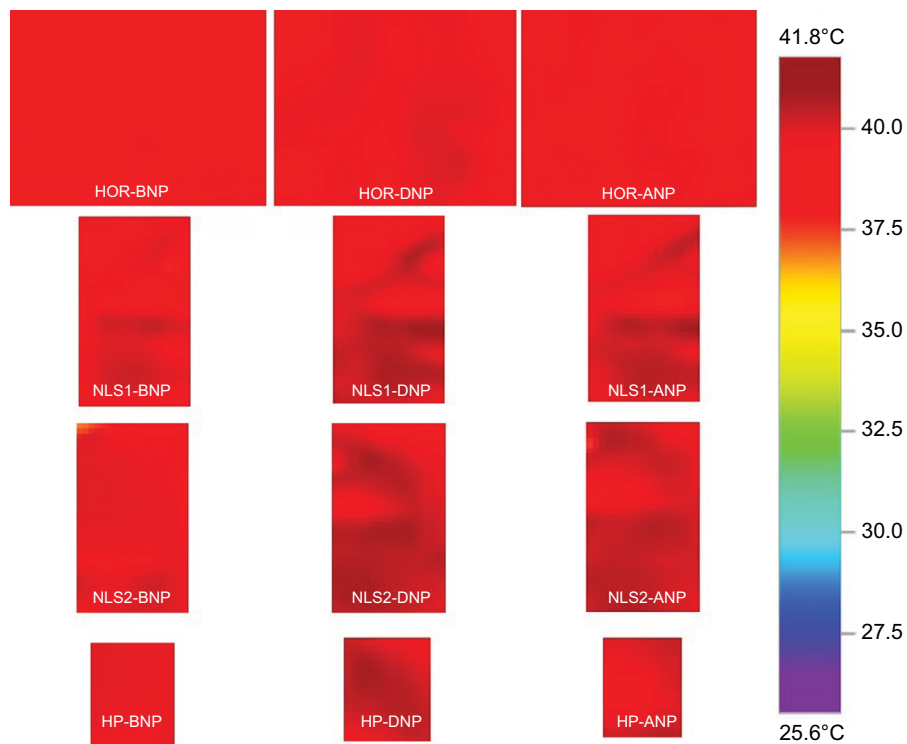 41.8°C
40.0
37.5
35.0
32.5
30.0
27.5
25.6°C
HOR-BNP HOR-DNP HOR-ANP
NLS1-BNP NLS1-DNP NLS1-ANP
NLS2-BNP NLS2-DNP NLS2-ANP
HP-BNP HP-DNP HP-ANP